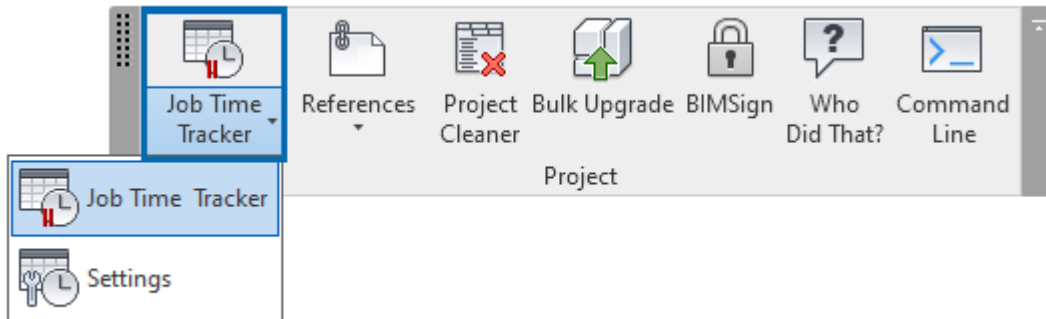 Job Time
Tracker
References
Project
Cleaner
Bulk Upgrade
BIMSign
Who
Did That?
Command
Line
Project
Job Time Tracker
Settings